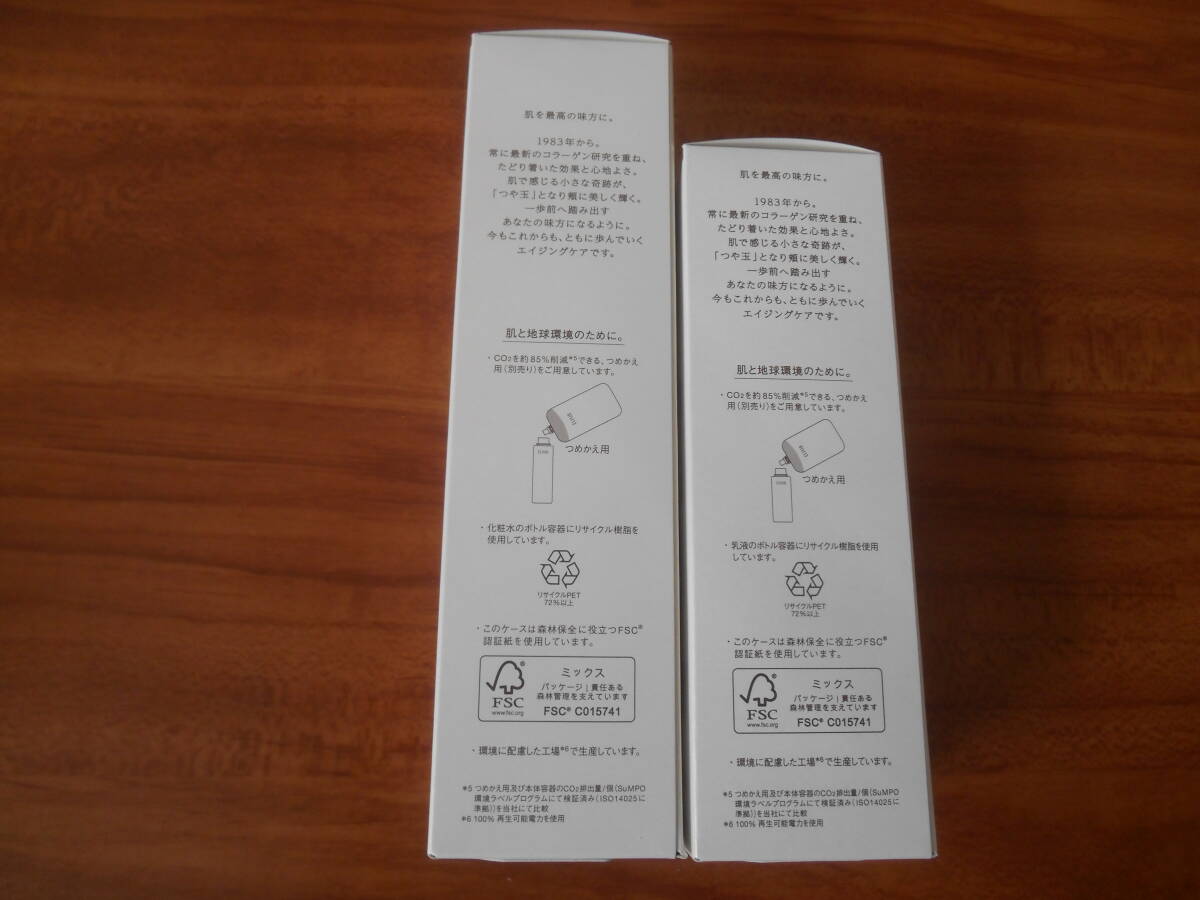 肌を最高の味方に。
1983年から。
常に最新のコラーゲン研究を重ね、
たどり着いた効果と心地よさ。
肌で感じる小さな奇跡が、
「つや玉」となり頬に美しく輝く。
一歩前へ踏み出す
あなたの味方になるように。
今もこれからも、ともに歩んでいく
エイジングケアです。
肌と地球環境のために。
・CO2を約85%削減*5できる、つめかえ
用(別売り)をご用意しています。
つめかえ用
・化粧水のボトル容器にリサイクル樹脂を
使用しています。
リサイクルPET
72%以上
・このケースは森林保全に役立つFSC®
認証紙を使用しています。
FSC
www.fsc.org
ミックス
パッケージ|責任ある
森林管理を支えています
FSC® C015741
・環境に配慮した工場*6で生産しています。
*5 つめかえ用及び本体容器のCO2排出量/個(SuMPO
環境ラベルプログラムにて検証済み(ISO14025に
準拠))を当社にて比較
*6 100% 再生可能電力を使用
肌を最高の味方に。
1983年から。
常に最新のコラーゲン研究を重ね、
たどり着いた効果と心地よさ。
肌で感じる小さな奇跡が、
「つや玉」となり頬に美しく輝く。
一歩前へ踏み出す
あなたの味方になるように。
今もこれからも、ともに歩んでいく
エイジングケアです。
肌と地球環境のために。
・CO2を約85%削減*5できる、つめかえ
用(別売り)をご用意しています。
つめかえ用
・乳液のボトル容器にリサイクル樹脂を使用
しています。
リサイクルPET
72%以上
・このケースは森林保全に役立つFSC®
認証紙を使用しています。
FSC
www.fsc.org
ミックス
パッケージ|責任ある
森林管理を支えています
FSC® C015741
・環境に配慮した工場*6で生産しています。
*5 つめかえ用及び本体容器のCO2排出量/個(SuMPO
環境ラベルプログラムにて検証済み(ISO14025に
準拠))を当社にて比較
*6 100% 再生可能電力を使用